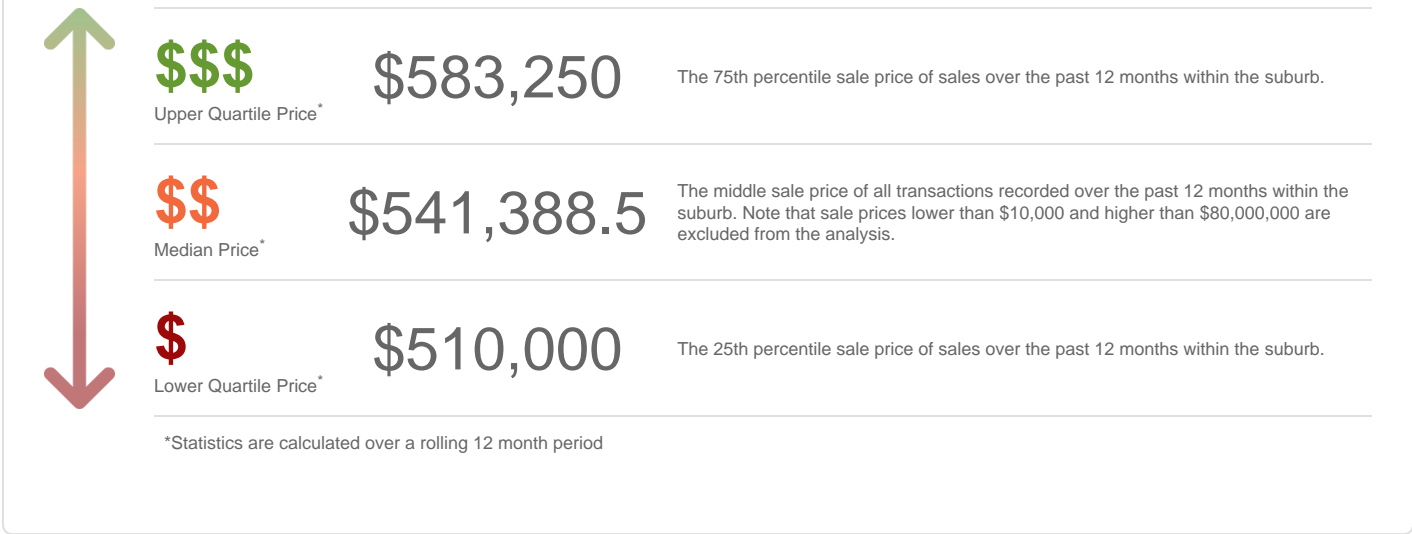 $$$
Upper Quartile Price*
$583,250
The 75th percentile sale price of sales over the past 12 months within the suburb.
$$
Median Price*
$541,388.5
The middle sale price of all transactions recorded over the past 12 months within the
suburb. Note that sale prices lower than $10,000 and higher than $80,000,000 are
excluded from the analysis.
$
Lower Quartile Price*
$510,000
The 25th percentile sale price of sales over the past 12 months within the suburb.
*Statistics are calculated over a rolling 12 month period